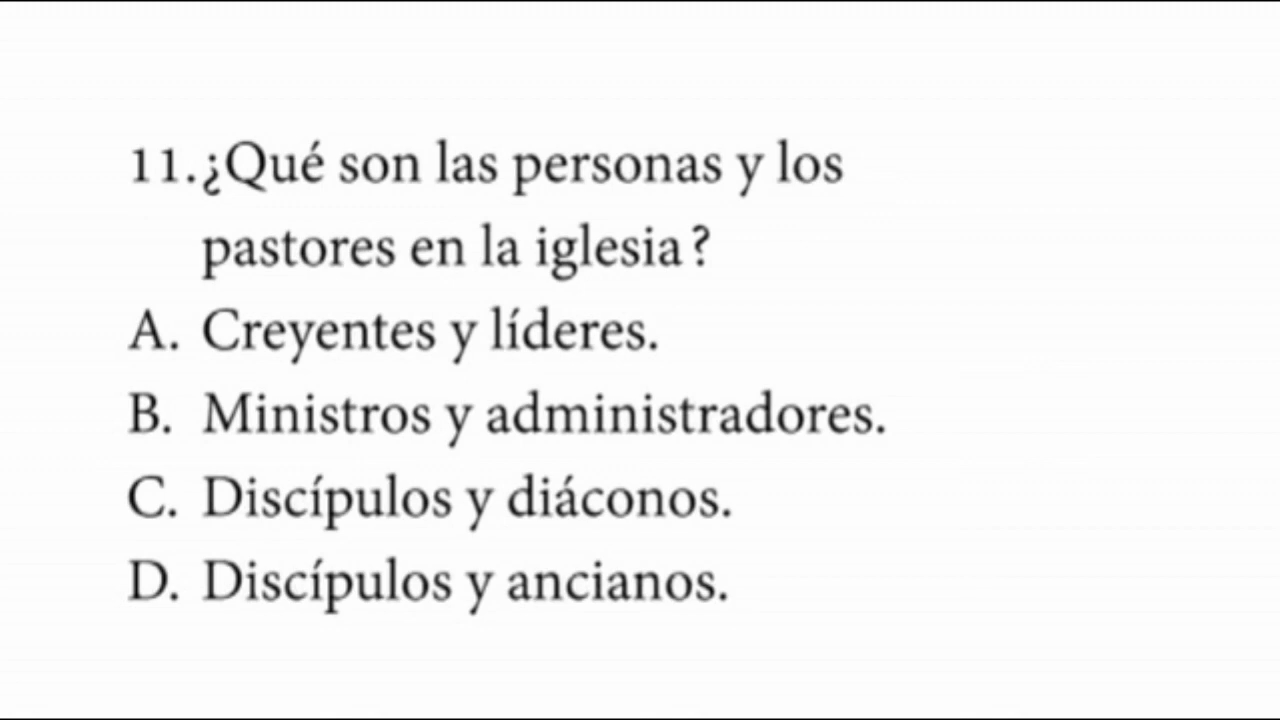 11.¿Qué son las personas y los
pastores en la iglesia?
A. Creyentes y líderes.
B. Ministros y administradores.
C. Discípulos y diáconos.
D. Discípulos y ancianos.